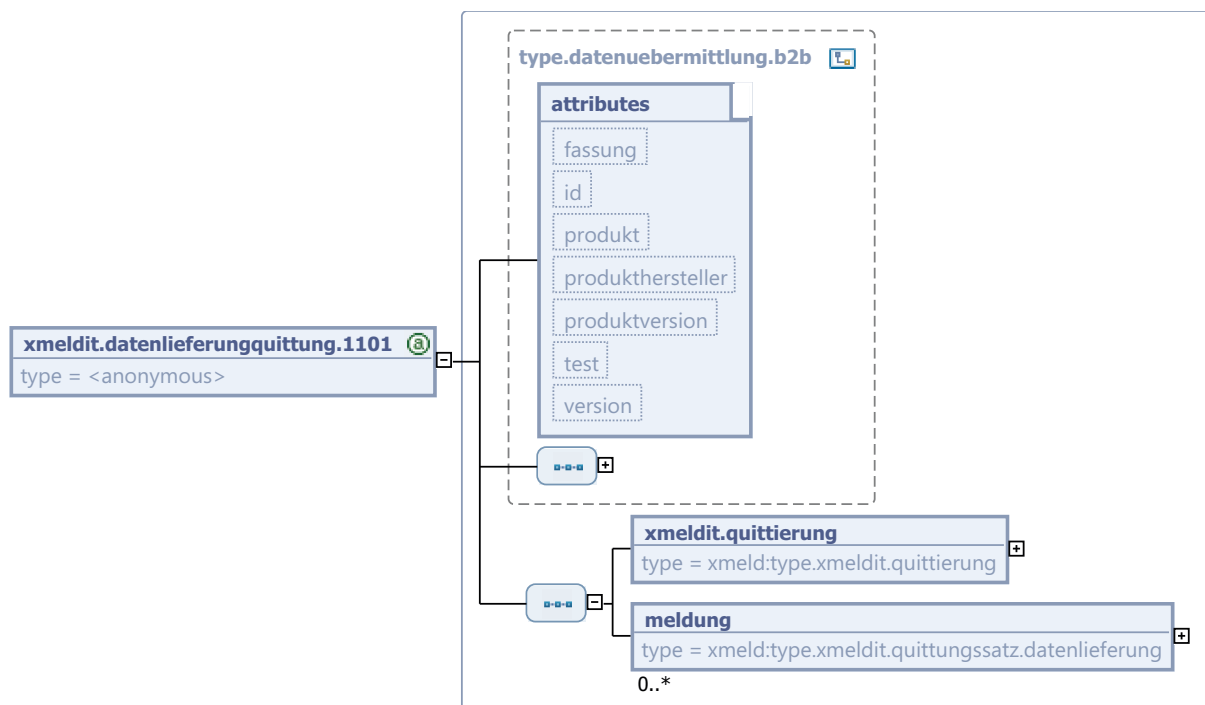 type.datenuebermittlung.b2b
attributes
fassung
id
produkt
produkthersteller
produktversion
test
version
xmeldit.datenlieferungquittung.1101
type = <anonymous>
xmeldit.quittierung
type = xmeld:type.xmeldit.quittierung
meldung
type = xmeld:type.xmeldit.quittungssatz.datenlieferung
0..*